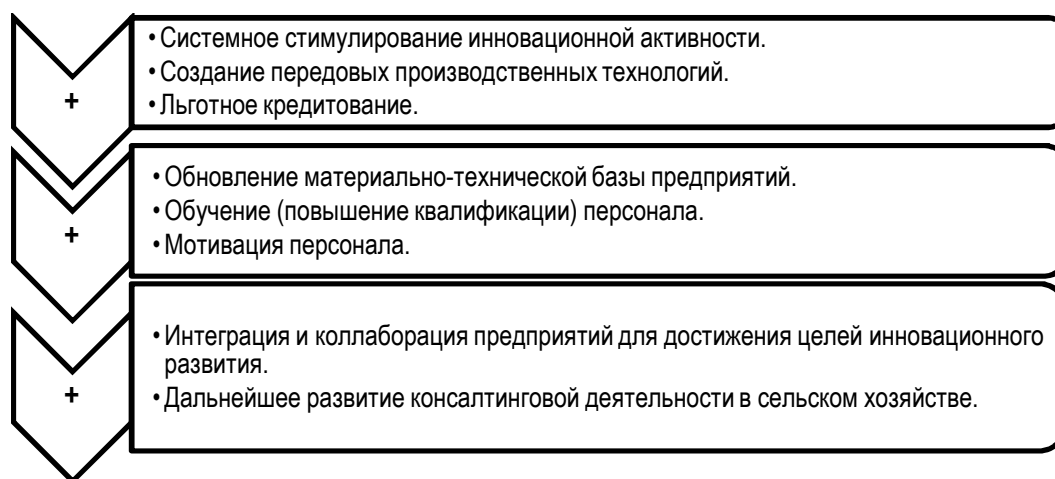 +
• Системное стимулирование инновационной активности.
• Создание передовых производственных технологий.
• Льготное кредитование.
+
• Обновление материально-технической базы предприятий.
• Обучение (повышение квалификации) персонала.
• Мотивация персонала.
+
• Интеграция и коллаборация предприятий для достижения целей инновационного
развития.
• Дальнейшее развитие консалтинговой деятельности в сельском хозяйстве.